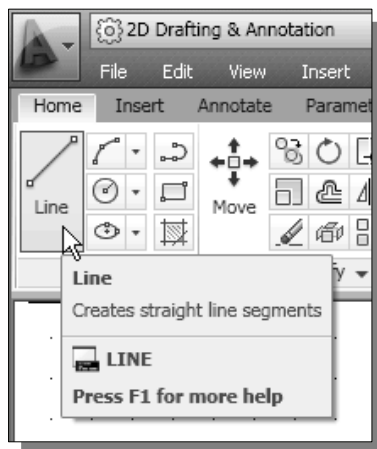 2D Drafting & Annotation
File Edit View Insert
Home Insert Annotate Paramet
Line
Move
Line
Creates straight line segments
LINE
Press F1 for more help